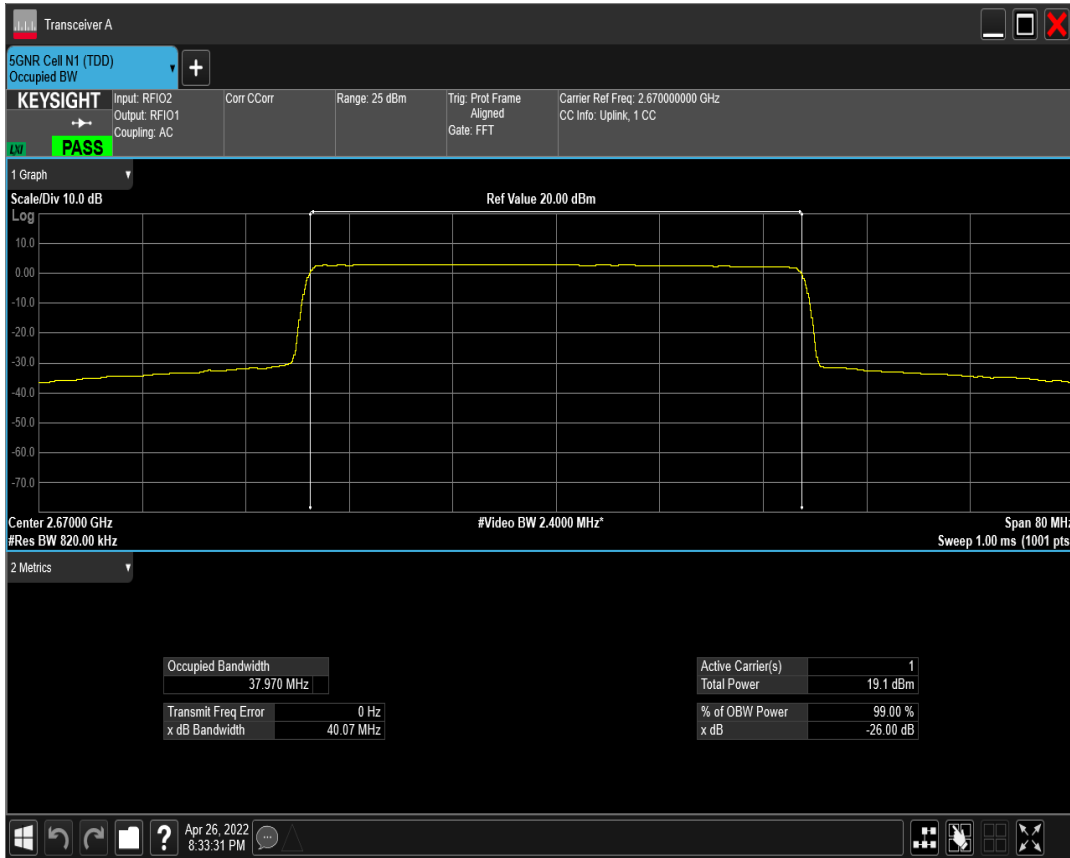 Transceiver A
5GNR Cell N1 (TDD)
Occupied BW
+
KEYSIGHT
LXI
PASS
Input: RFIO2
Output: RFIO1
Coupling: AC
Corr CCorr
Range: 25 dBm
Trig: Prot Frame
Aligned
Gate: FFT
Carrier Ref Freq: 2.670000000 GHz
CC Info: Uplink, 1 CC
1 Graph
Scale/Div 10.0 dB
Ref Value 20.00 dBm
Log
10.0
0.00
-10.0
-20.0
-30.0
-40.0
-50.0
-60.0
-70.0
Center 2.67000 GHz
#Video BW 2.4000 MHz*
Span 80 MHz
#Res BW 820.00 kHz
Sweep 1.00 ms (1001 pts
2 Metrics
Occupied Bandwidth
37.970 MHz
Transmit Freq Error 0 Hz
x dB Bandwidth 40.07 MHz
Active Carrier(s) 1
Total Power 19.1 dBm
% of OBW Power 99.00 %
x dB -26.00 dB
?
Apr 26, 2022
8:33:31 PM